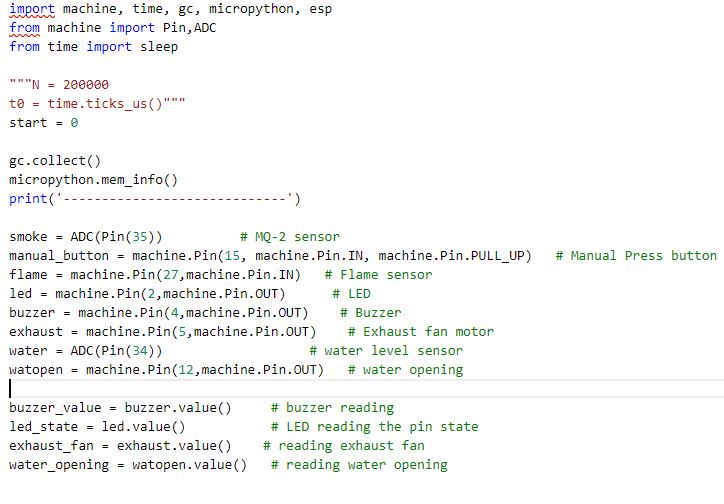 import machine, time, gc, micropython, esp
from machine import Pin,ADC
from time import sleep
"""N = 200000
t0 = time.ticks_us()"""
start = 0
gc.collect()
micropython.mem_info()
print('-----------------------------')
smoke = ADC(Pin(35)) # MQ-2 sensor
manual_button = machine.Pin(15, machine.Pin.IN, machine.Pin.PULL_UP) # Manual Press button
flame = machine.Pin(27,machine.Pin.IN) # Flame sensor
led = machine.Pin(2,machine.Pin.OUT) # LED
buzzer = machine.Pin(4,machine.Pin.OUT) # Buzzer
exhaust = machine.Pin(5,machine.Pin.OUT) # Exhaust fan motor
water = ADC(Pin(34)) # water level sensor
watopen = machine.Pin(12,machine.Pin.OUT) # water opening
buzzer_value = buzzer.value() # buzzer reading
led_state = led.value() # LED reading the pin state
exhaust_fan = exhaust.value() # reading exhaust fan
water_opening = watopen.value() # reading water opening